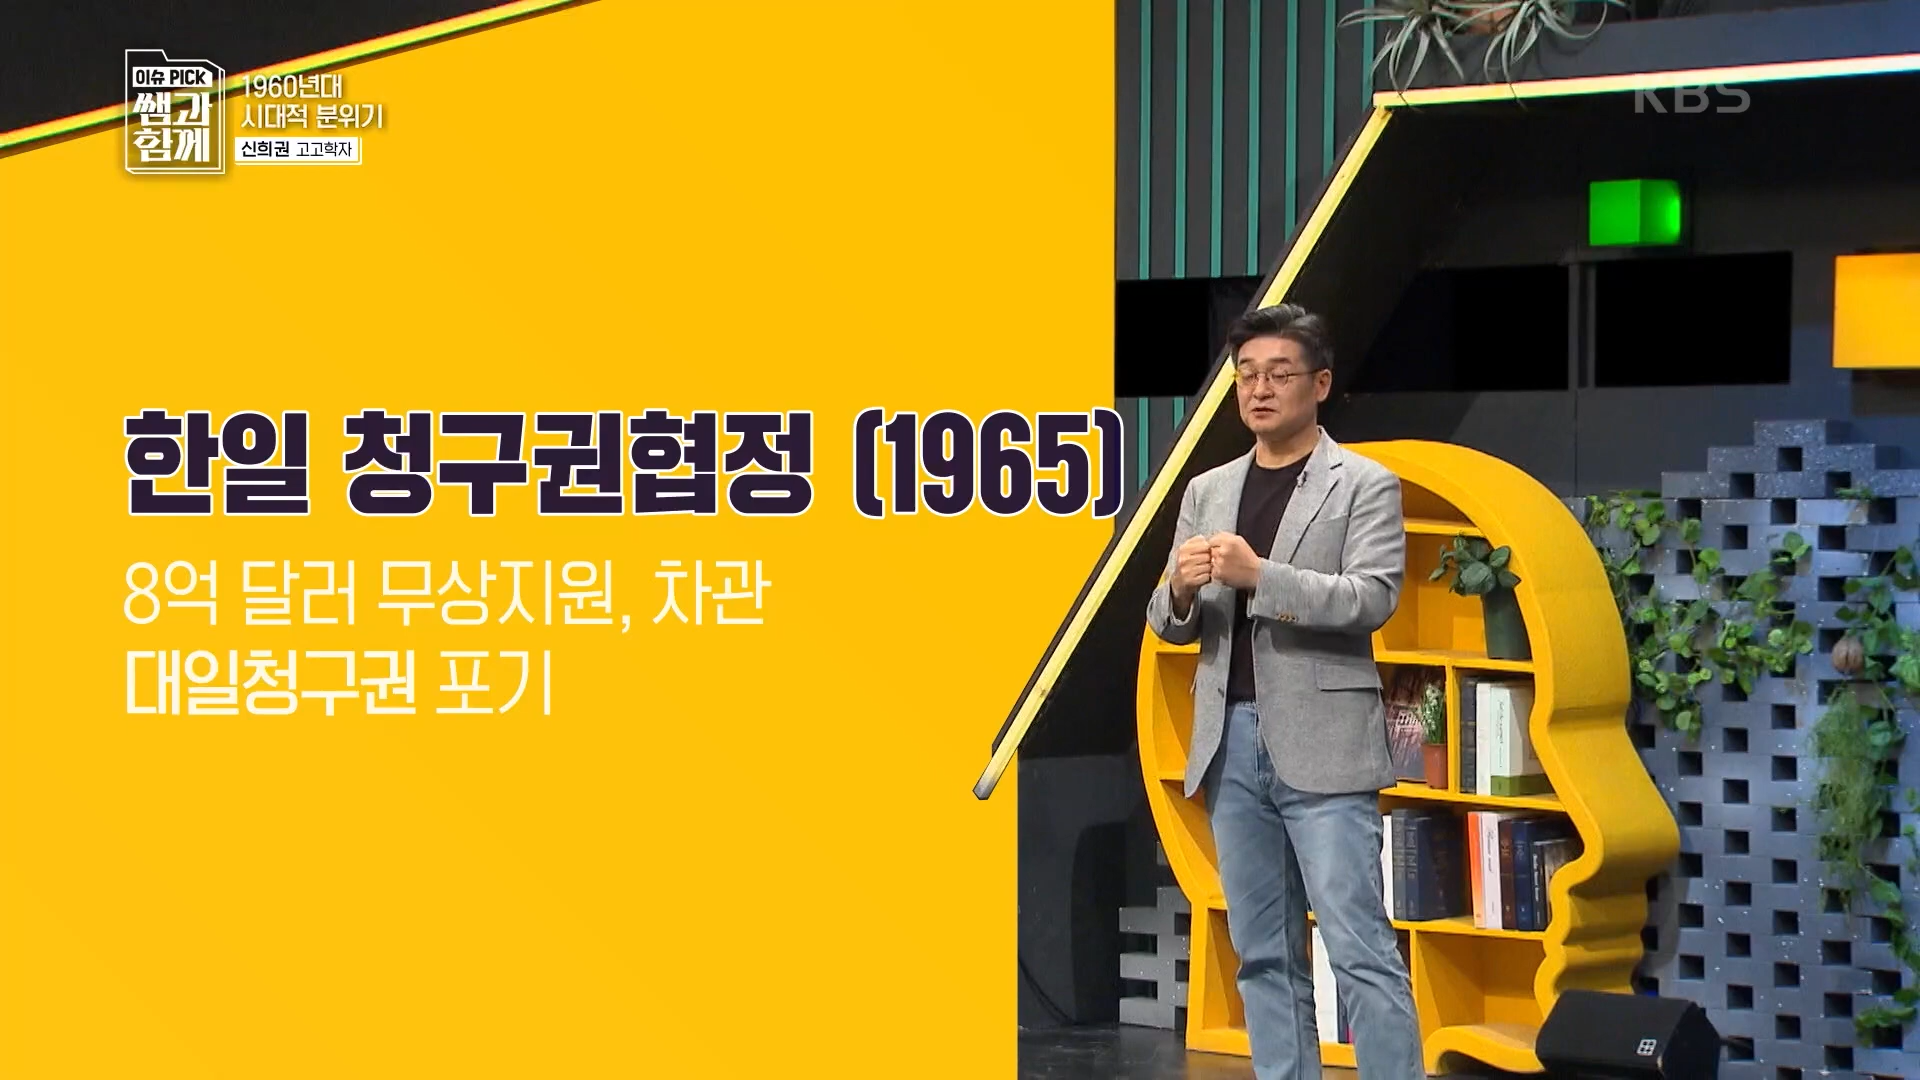 이슈 PICK
쌤과
함께
1960년대
시대적 분위기
신희권 고고학자
KBS
한일 청구권협정 (1965)
8억 달러 무상지원, 차관
대일청구권 포기